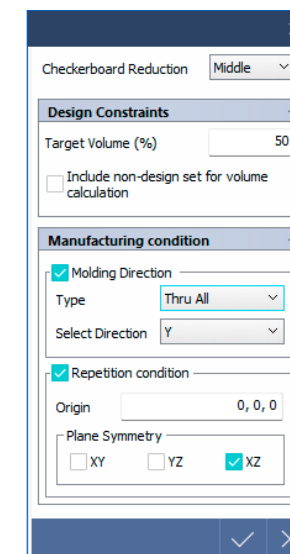 Checkerboard Reduction Middle
Design Constraints
Target Volume (%) 50
Include non-design set for volume
calculation
Manufacturing condition
Molding Direction
Type Thru All
Select Direction Y
Repetition condition
Origin 0, 0, 0
Plane Symmetry
XY YZ XZ